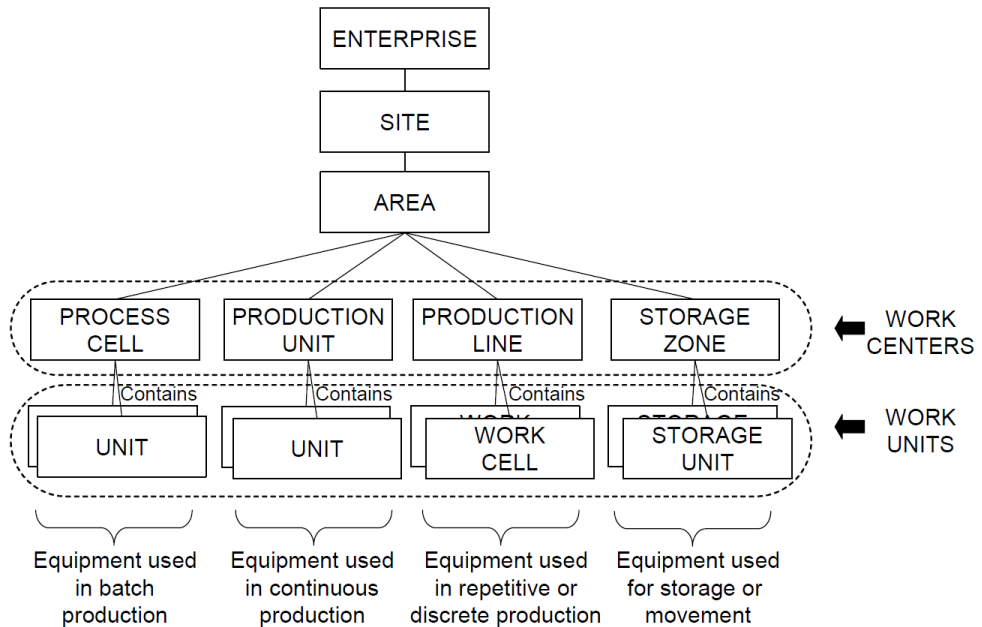 ENTERPRISE
SITE
AREA
PROCESS
CELL
PRODUCTION
UNIT
PRODUCTION
LINE
STORAGE
ZONE
WORK
CENTERS
Contains
Contains
Contains
Contains
UNIT
UNIT
WORK
WORK
CELL
STORAGE
STORAGE
UNIT
WORK
UNITS
Equipment used
in batch
production
Equipment used
in continuous
production
Equipment used
in repetitive or
discrete production
Equipment used
for storage or
movement